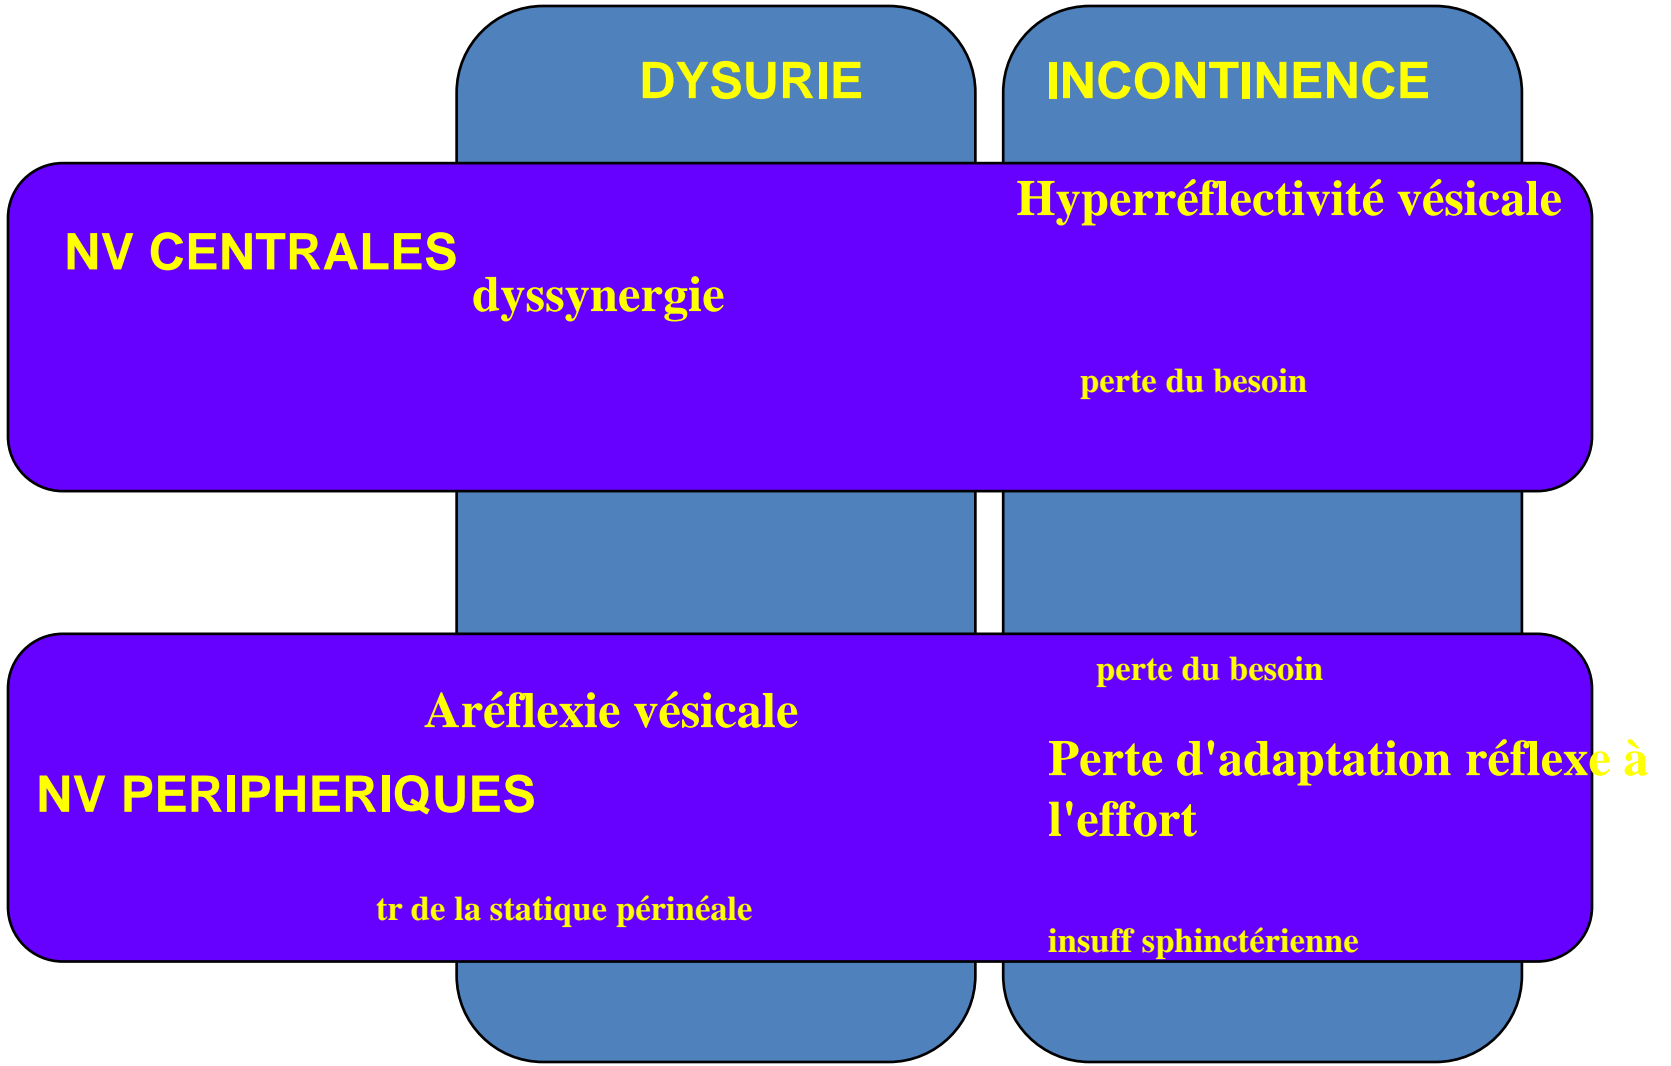 DYSURIE
INCONTINENCE
NV CENTRALES
Hyperréflectivité vésicale
dyssynergie
perte du besoin
NV PERIPHERIQUES
Aréflexie vésicale
tr de la statique périnéale
perte du besoin
Perte d'adaptation réflexe à
l'effort
insuff sphinctérienne